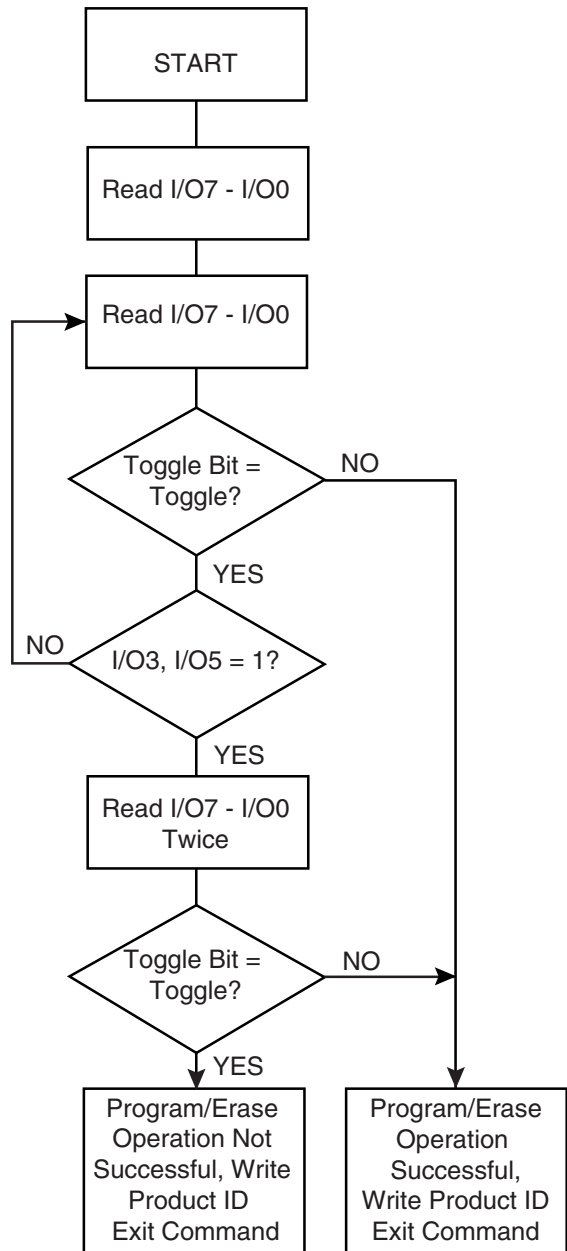 START
Read I/O7 - I/O0
Read I/O7 - I/O0
Toggle Bit =
Toggle?
NO
YES
NO
I/O3, I/O5 = 1?
YES
Read I/O7 - I/O0
Twice
Toggle Bit =
Toggle?
NO
YES
Program/Erase
Operation Not
Successful, Write
Product ID
Exit Command
Program/Erase
Operation
Successful,
Write Product ID
Exit Command